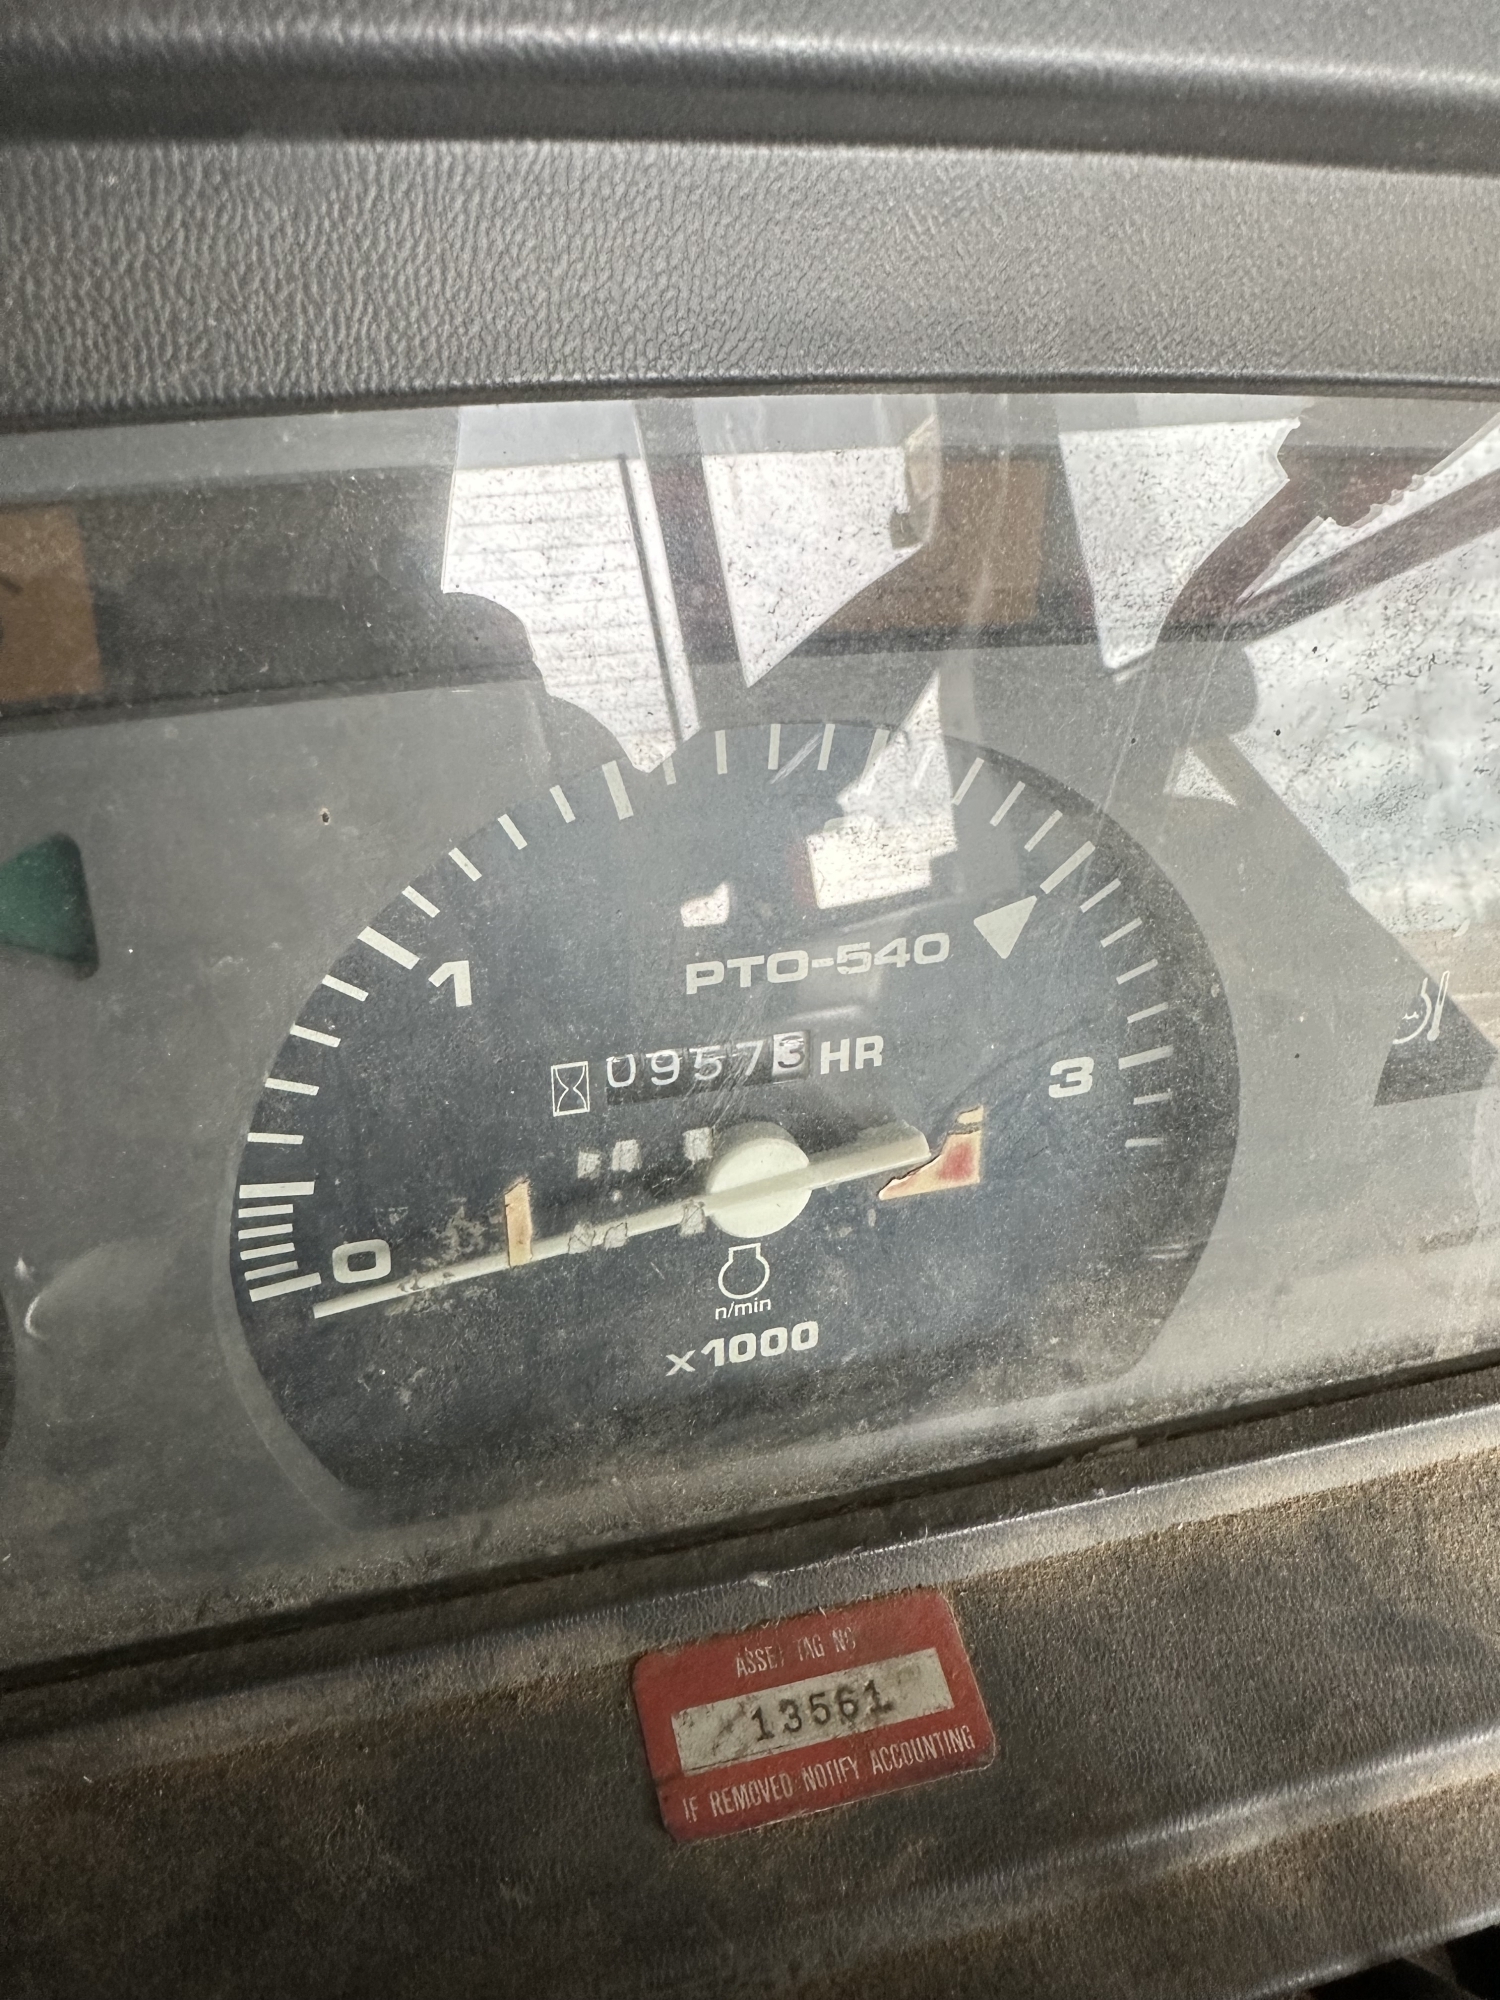 1
PTO-540
09573 HR
3
0
n/min
x1000
ASSET TAG NO
13561
IF REMOVED NOTIFY ACCOUNTING